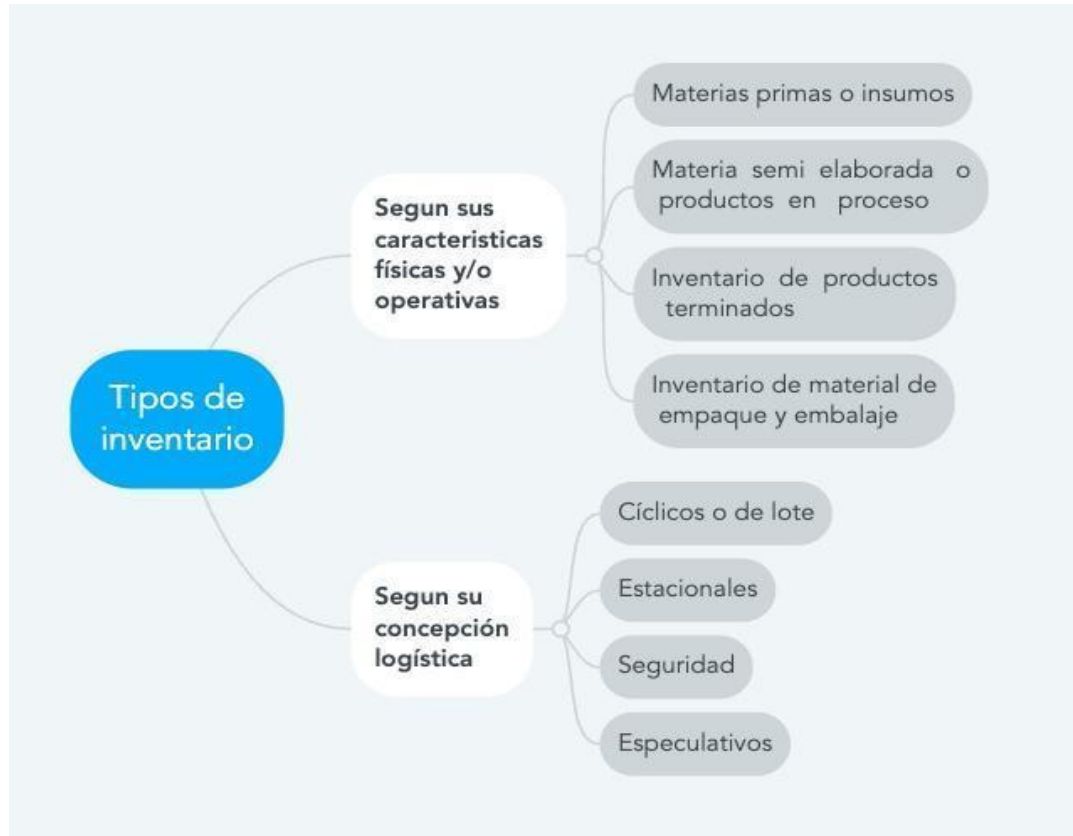 Tipos de
inventario
Segun sus
caracteristicas
físicas y/o
operativas
Materias primas o insumos
Materia semi elaborada o
productos en proceso
Inventario de productos
terminados
Inventario de material de
empaque y embalaje
Segun su
concepción
logística
Cíclicos o de lote
Estacionales
Seguridad
Especulativos